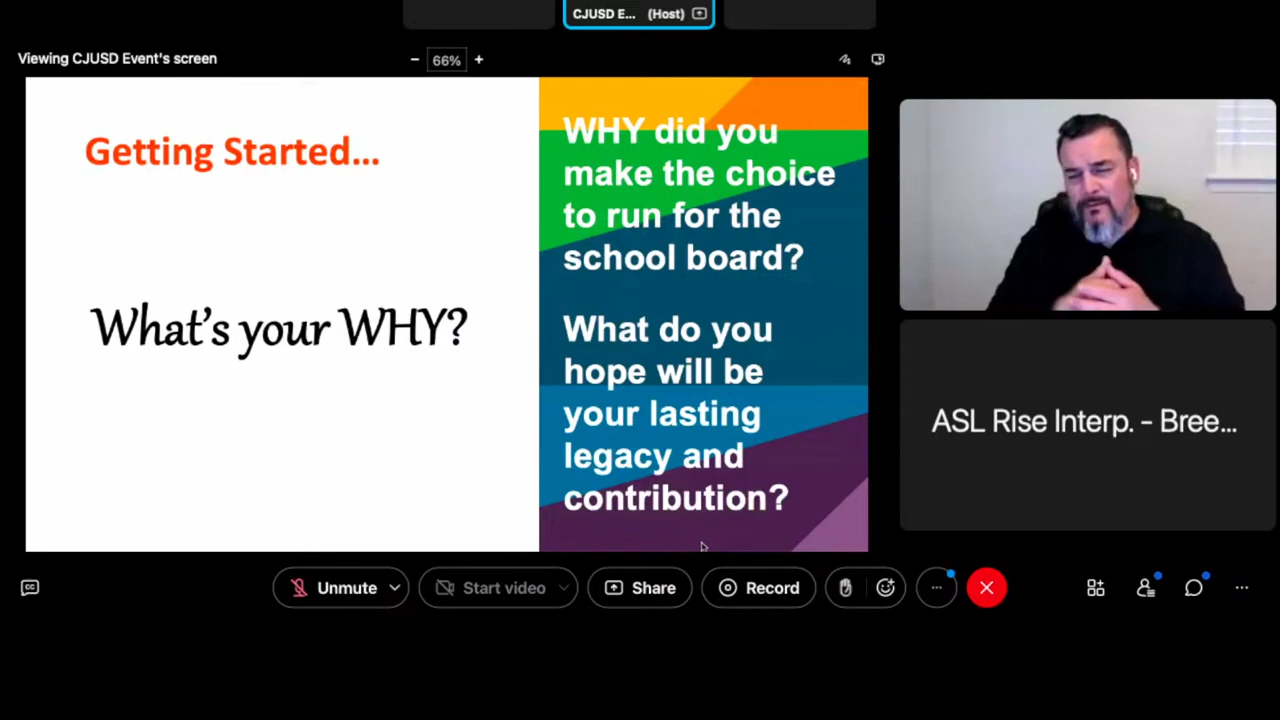 CJUSD E... (Host)
Viewing CJUSD Event's screen
− 66% +
Getting Started...
What's your WHY?
WHY did you
make the choice
to run for the
school board?
What do you
hope will be
your lasting
legacy and
contribution?
ASL Rise Interp. - Bree...
CC
Unmute
Start video
Share
Record